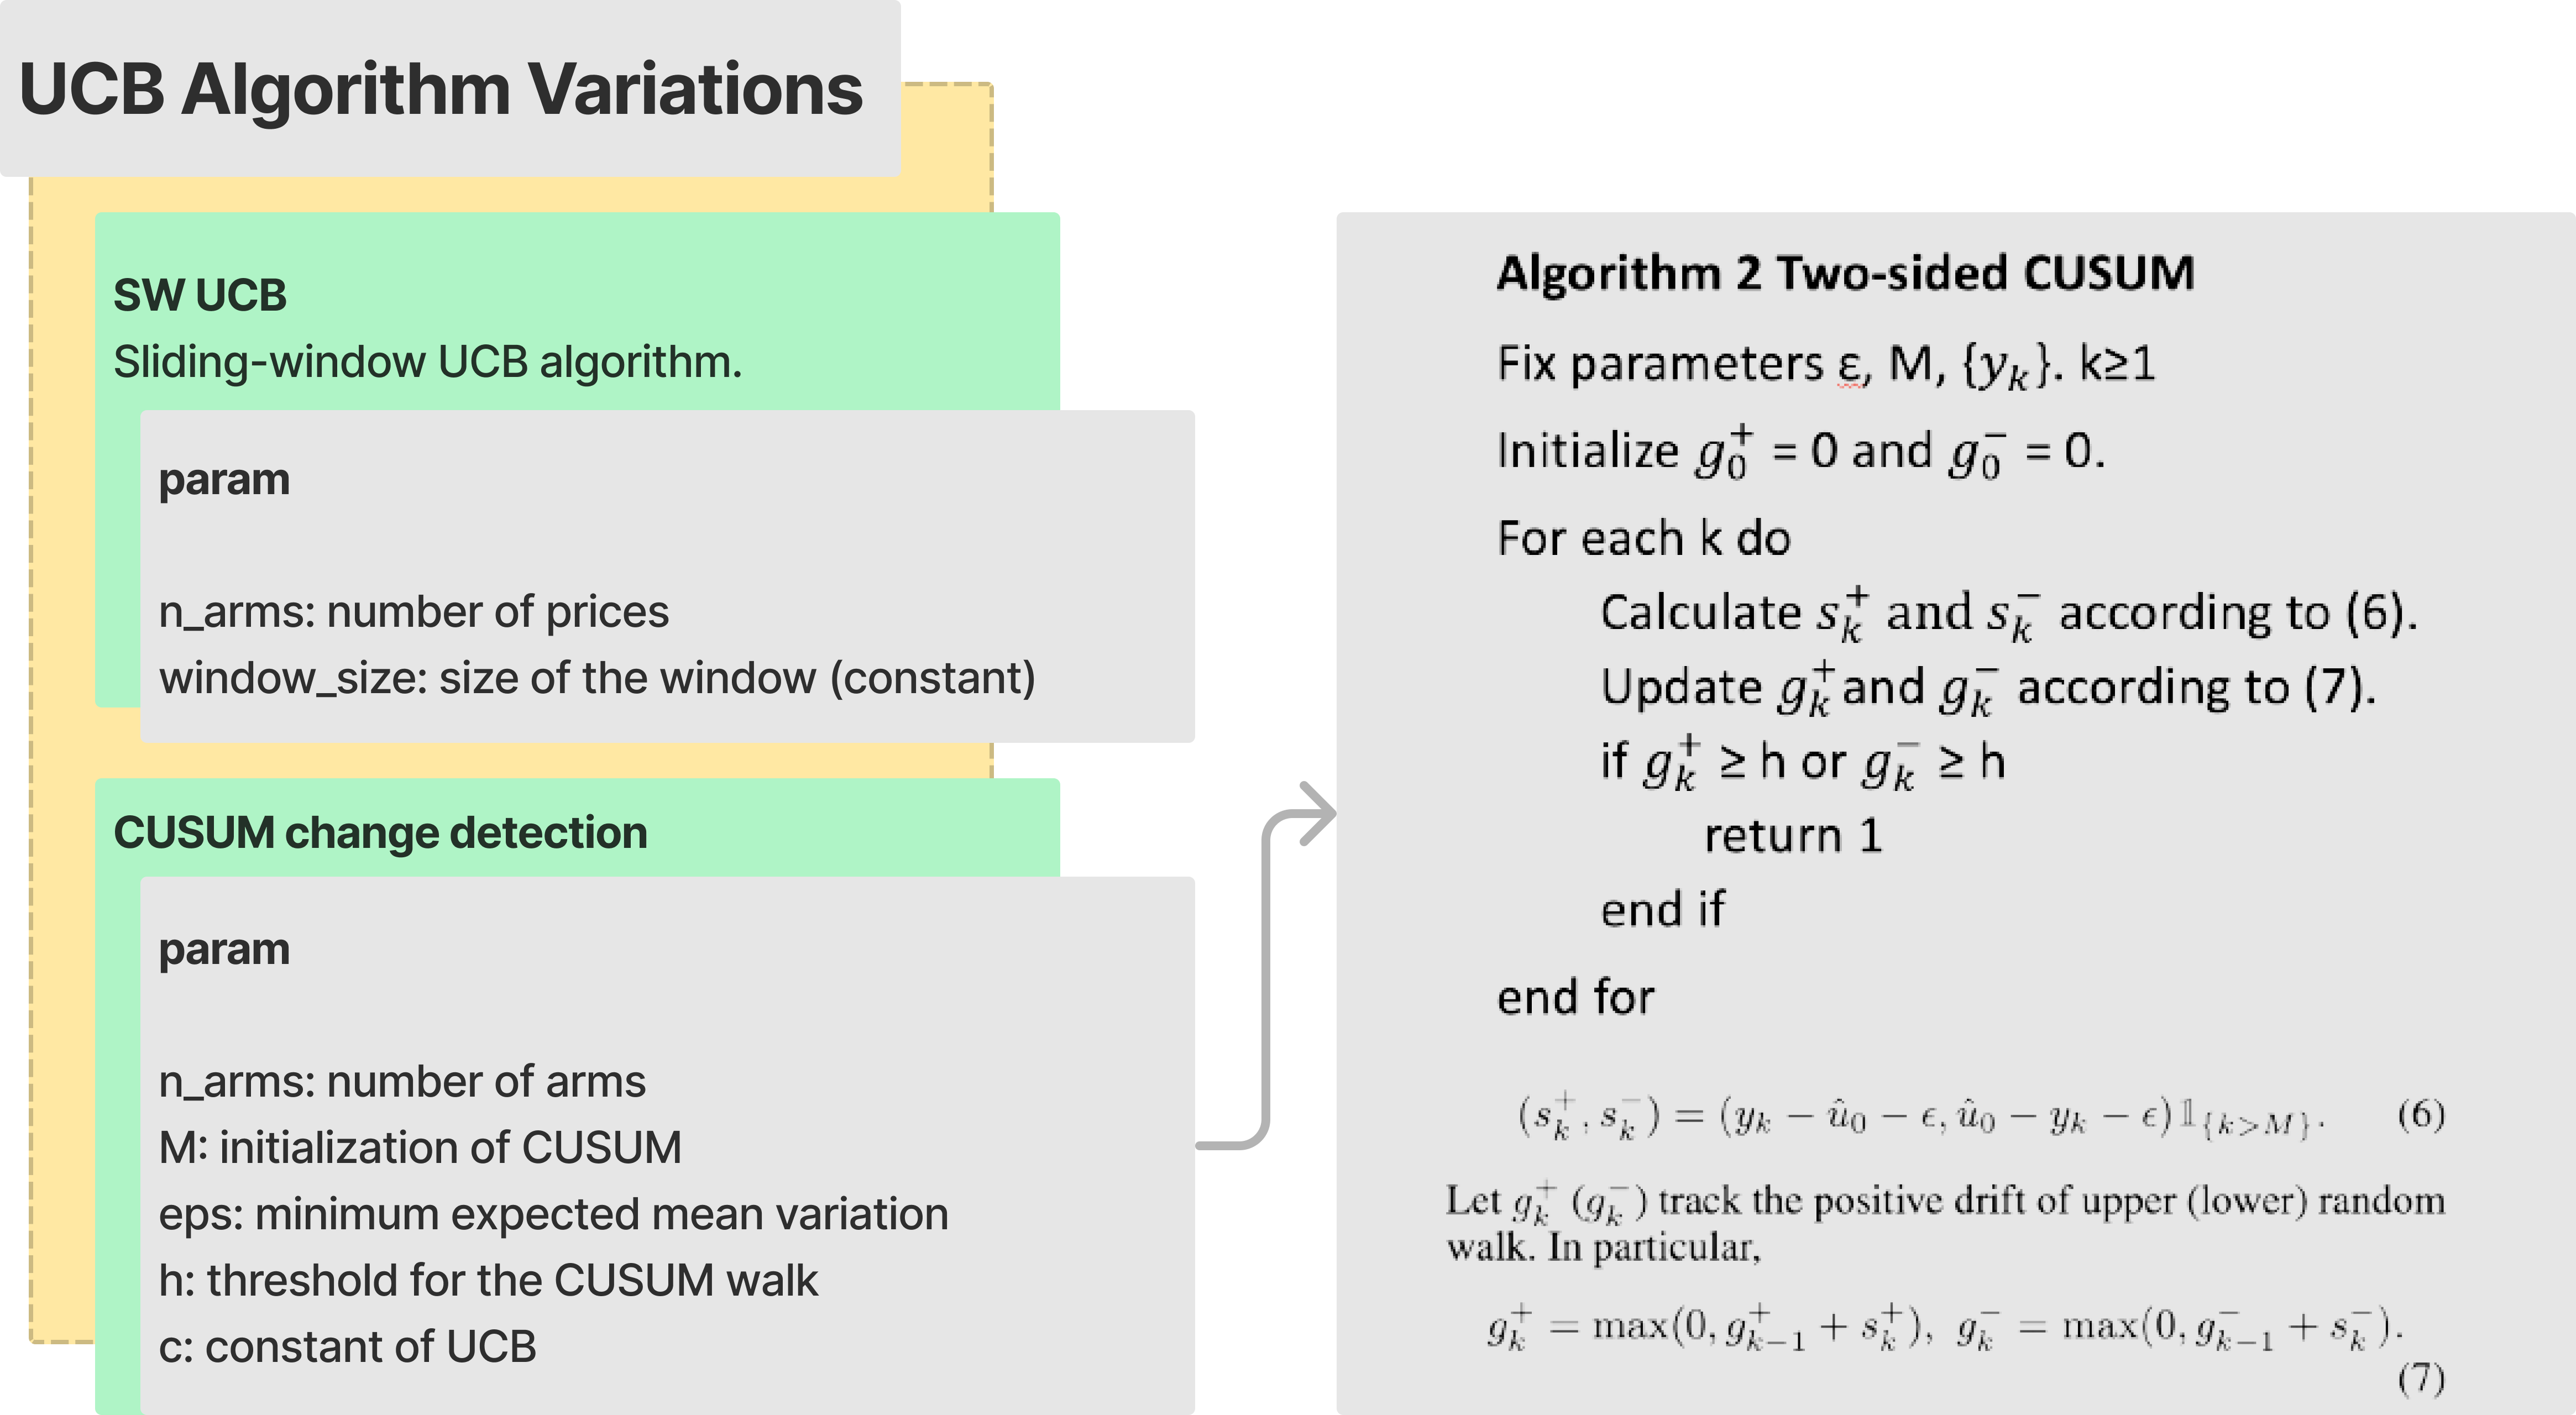 UCB Algorithm Variations
SW UCB
Sliding-window UCB algorithm.
param
n_arms: number of prices
window_size: size of the window (constant)
CUSUM change detection
param
n_arms: number of arms
M: initialization of CUSUM
eps: minimum expected mean variation
h: threshold for the CUSUM walk
c: constant of UCB
Algorithm 2 Two-sided CUSUM
Fix parameters ε, M, {y_k}. k≥1
Initialize g_0^+ = 0 and g_0^- = 0.
For each k do
Calculate s_k^+ and s_k^- according to (6).
Update g_k^+ and g_k^- according to (7).
if g_k^+ ≥ h or g_k^- ≥ h
return 1
end if
end for
(s_k^+, s_k^-) = (y_k − û_0 − ϵ, û_0 − y_k − ϵ)𝟙_{k>M}. (6)
Let g_k^+ (g_k^-) track the positive drift of upper (lower) random
walk. In particular,
g_k^+ = max(0, g_{k−1}^+ + s_k^+), g_k^- = max(0, g_{k−1}^- + s_k^-).
(7)